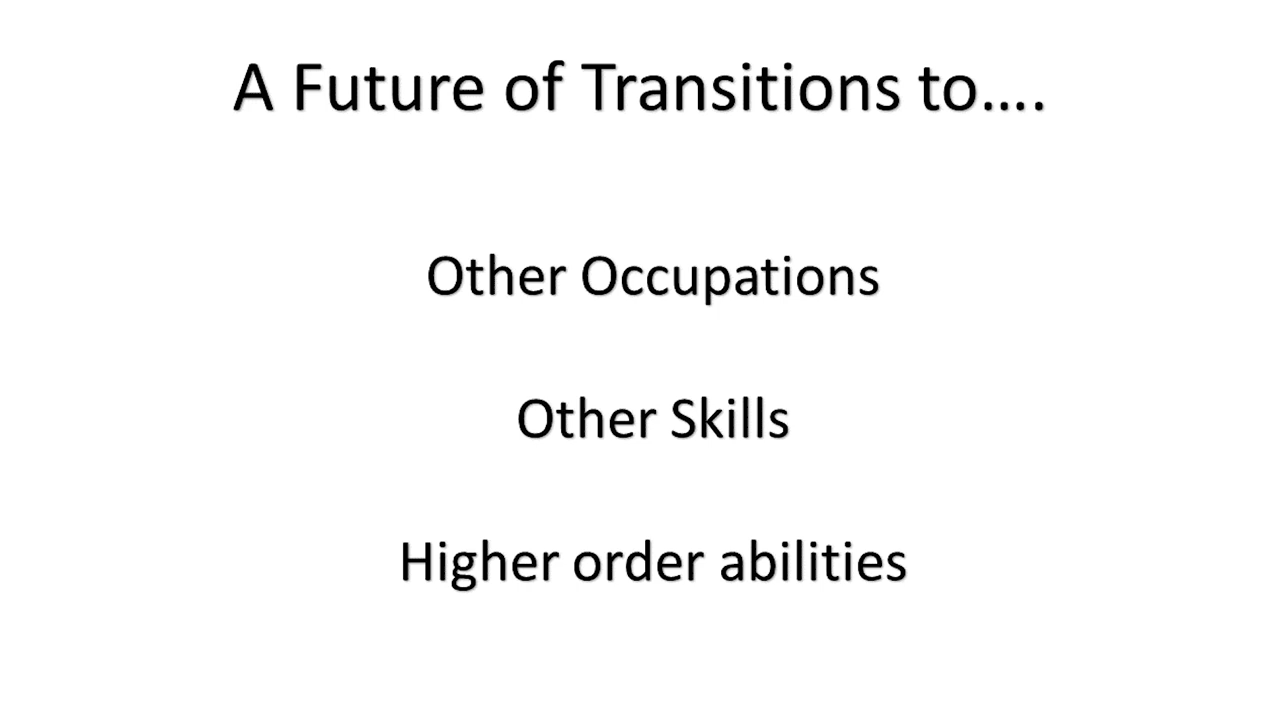 A Future of Transitions to….
Other Occupations
Other Skills
Higher order abilities